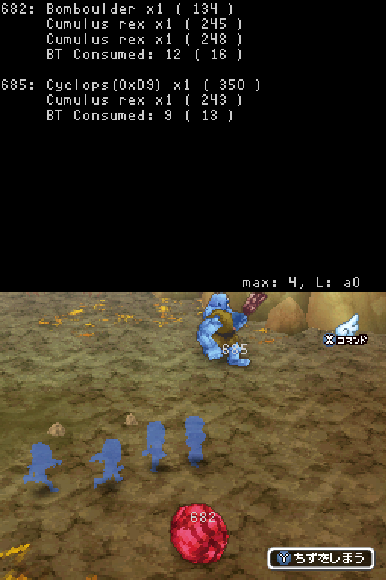 682: Bomboulder x1 ( 134 )
Cumulus rex x1 ( 245 )
Cumulus rex x1 ( 248 )
BT Consumed: 12 ( 16 )
685: Cyclops(0xD9) x1 ( 350 )
Cumulus rex x1 ( 243 )
BT Consumed: 9 ( 13 )
max: 4, L: a0
X コマンド
685
682
Y ちずをしまう